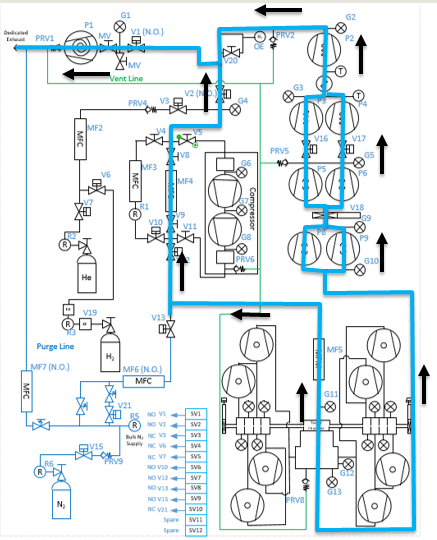 G1
G2
Dedicated
Exhaust
PRV1
P1
MV
V1 (N.O.)
MV
Vent Line
OE
PRV2
P2
V20
T
V2 (N.O.)
PRV4
V3
G4
G3
P3
P4
T
MF2
MFC
V4
V5
V8
V16
V17
PRV5
G5
MF3
MFC
MF4
MFC
G6
P5
P6
V6
V7
R1
G7
Compressor
V18
V9
G9
V10
V11
G8
P8
P9
R2
PRV6
G10
He
R3
V19
V13
H₂
Purge Line
MF7 (N.O.)
MF6 (N.O.)
MFC
MFC
MF5
V21
R5
Bulk N₂
Supply
G11
V15
PRV9
R6
G12
PRV8
G13
N₂
NO V1 SV1
NO V2 SV2
NC V3 SV3
NC V6 SV4
NC V7 SV5
NO V10 SV6
NO V12 SV7
NO V13 SV8
NO V15 SV9
NC V21 SV10
Spare SV11
Spare SV12